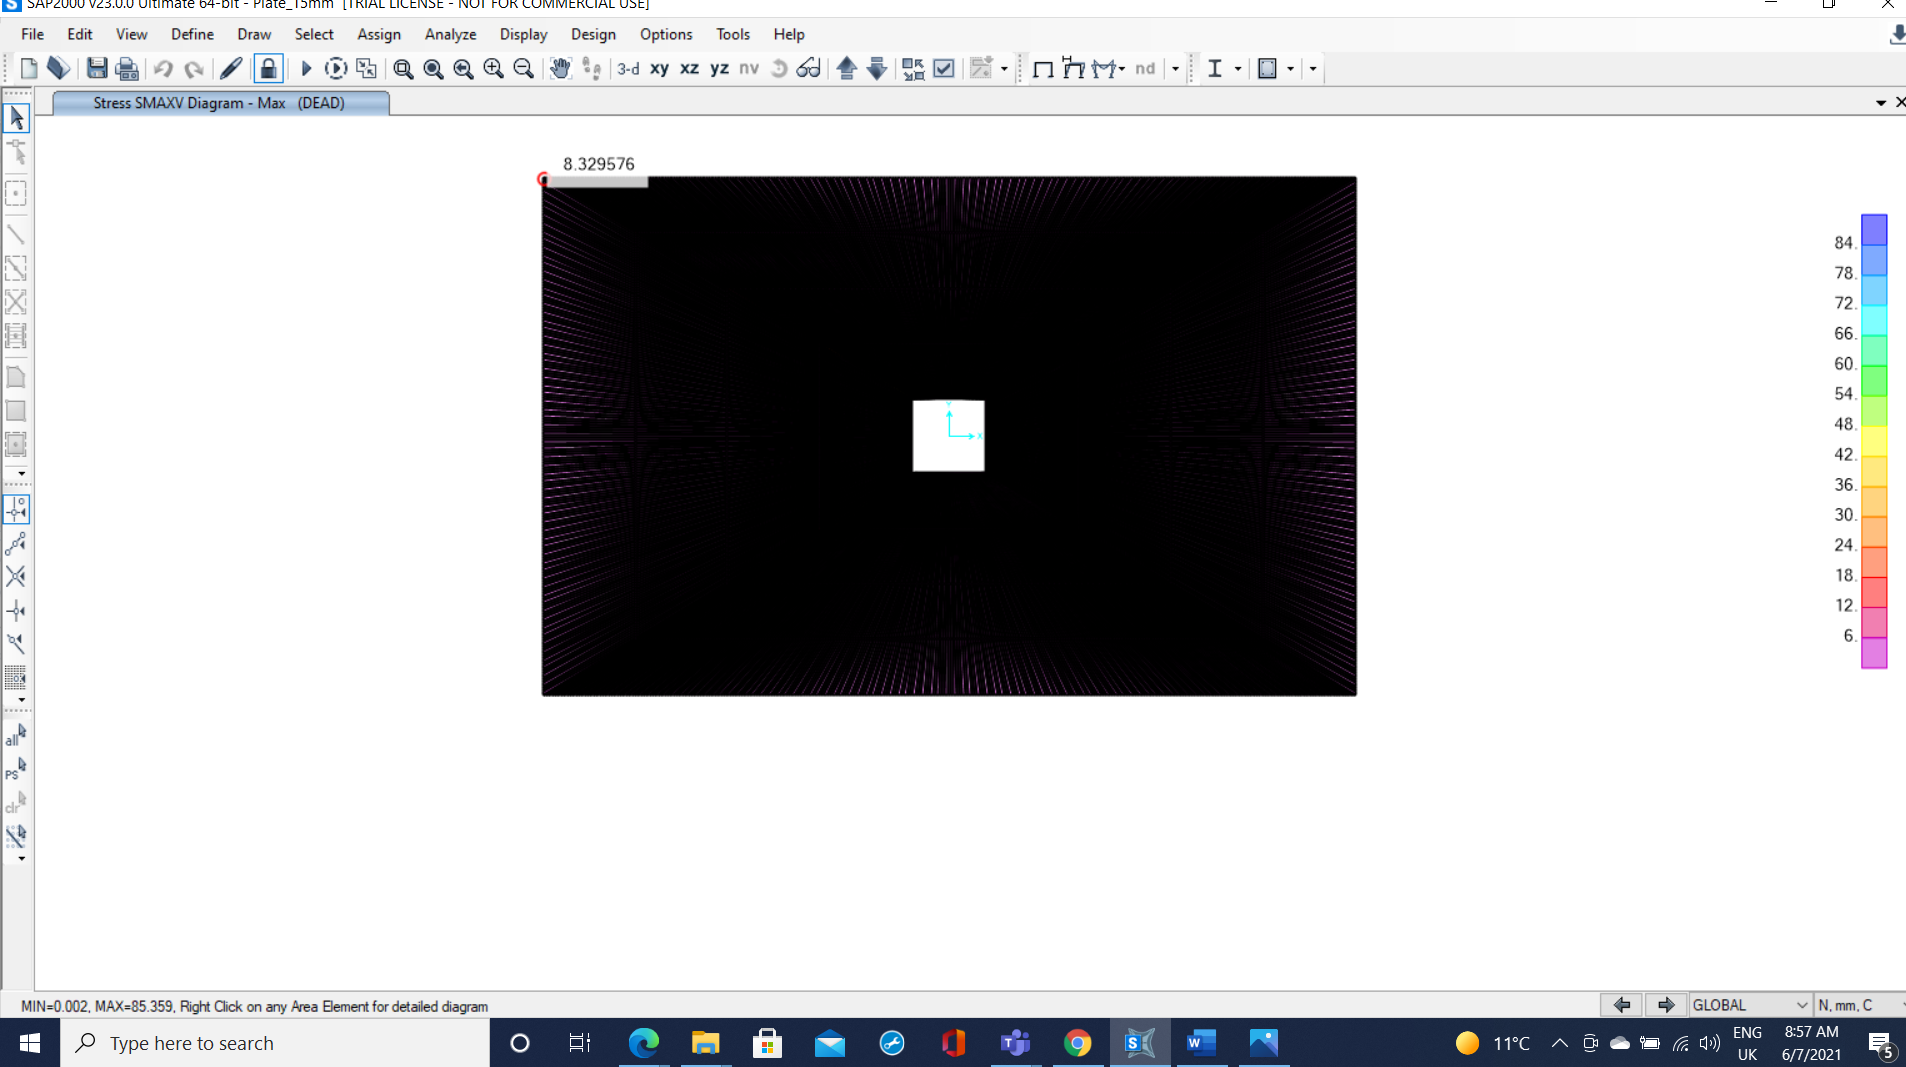 SAP2000 v23.0.0 Ultimate 64-bit - Plate_15mm [TRIAL LICENSE - NOT FOR COMMERCIAL USE]
File Edit View Define Draw Select Assign Analyze Display Design Options Tools Help
3-d xy xz yz nv nd
Stress SMAXV Diagram - Max (DEAD)
8.329576
84.
78.
72.
66.
60.
54.
48.
42.
36.
30.
24.
18.
12.
6.
Y
X
all
PS
clr
MIN=0.002, MAX=85.359, Right Click on any Area Element for detailed diagram
GLOBAL
N, mm, C
Type here to search
11°C
ENG
UK
8:57 AM
6/7/2021
5